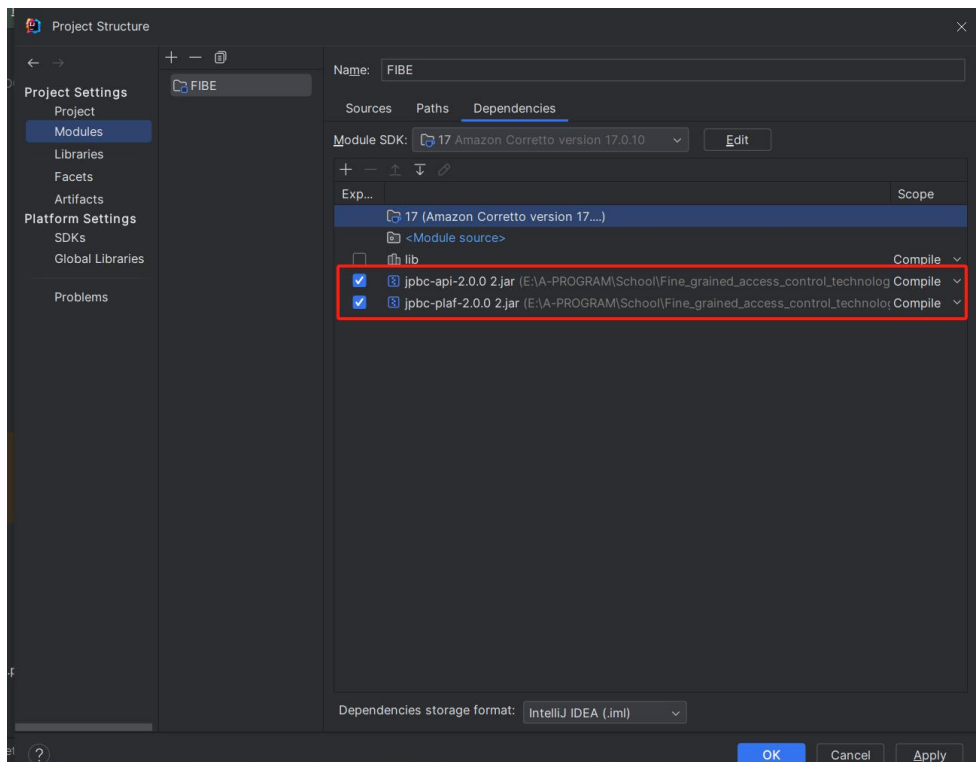 Project Structure
Name: FIBE
Project Settings
Project
Modules
Libraries
Facets
Artifacts
Platform Settings
SDKs
Global Libraries
Problems
FIBE
Sources Paths Dependencies
Module SDK: 17 Amazon Corretto version 17.0.10 Edit
Exp... Scope
17 (Amazon Corretto version 17....)
<Module source>
lib Compile
jpbc-api-2.0.0 2.jar (E:\A-PROGRAM\School\Fine_grained_access_control_technolog Compile
jpbc-plaf-2.0.0 2.jar (E:\A-PROGRAM\School\Fine_grained_access_control_technolog Compile
Dependencies storage format: IntelliJ IDEA (.iml)
? OK Cancel Apply